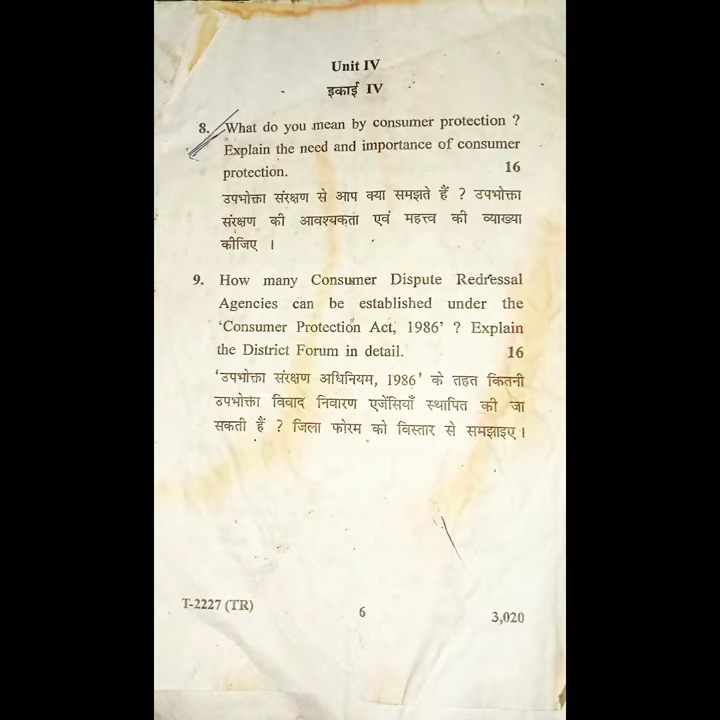 Unit IV
इकाई IV
8. What do you mean by consumer protection ?
Explain the need and importance of consumer
protection. 16
उपभोक्ता संरक्षण से आप क्या समझते हैं ? उपभोक्ता
संरक्षण की आवश्यकता एवं महत्त्व की व्याख्या
कीजिए ।
9. How many Consumer Dispute Redressal
Agencies can be established under the
‘Consumer Protection Act, 1986’ ? Explain
the District Forum in detail. 16
‘उपभोक्ता संरक्षण अधिनियम, 1986’ के तहत कितनी
उपभोक्ता विवाद निवारण एजेंसियाँ स्थापित की जा
सकती हैं ? जिला फोरम को विस्तार से समझाइए ।
T-2227 (TR) 6 3,020